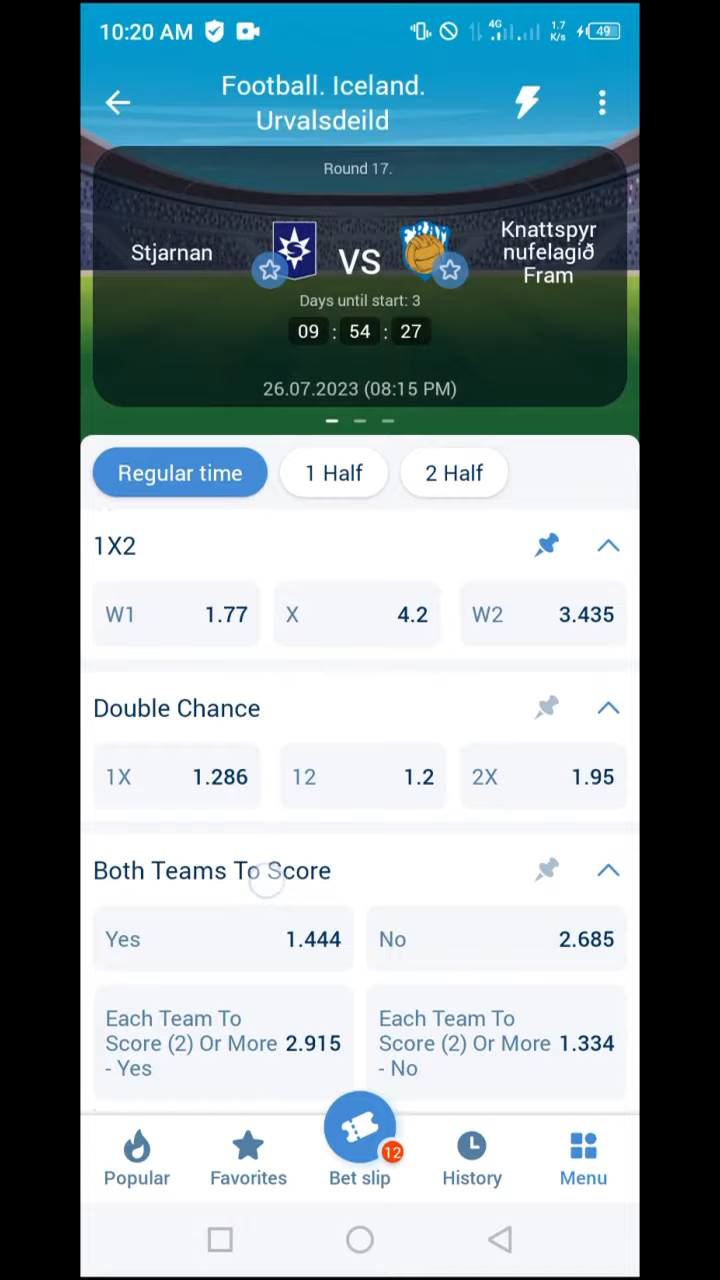 10:20 AM
4G
1.7
K/s
49
Football. Iceland.
Urvalsdeild
Round 17.
Stjarnan
VS
Knattspyr
nufelagið
Fram
Days until start: 3
09 : 54 : 27
26.07.2023 (08:15 PM)
Regular time
1 Half
2 Half
1X2
W1 1.77
X 4.2
W2 3.435
Double Chance
1X 1.286
12 1.2
2X 1.95
Both Teams To Score
Yes 1.444
No 2.685
Each Team To
Score (2) Or More 2.915
- Yes
Each Team To
Score (2) Or More 1.334
- No
12
Popular
Favorites
Bet slip
History
Menu